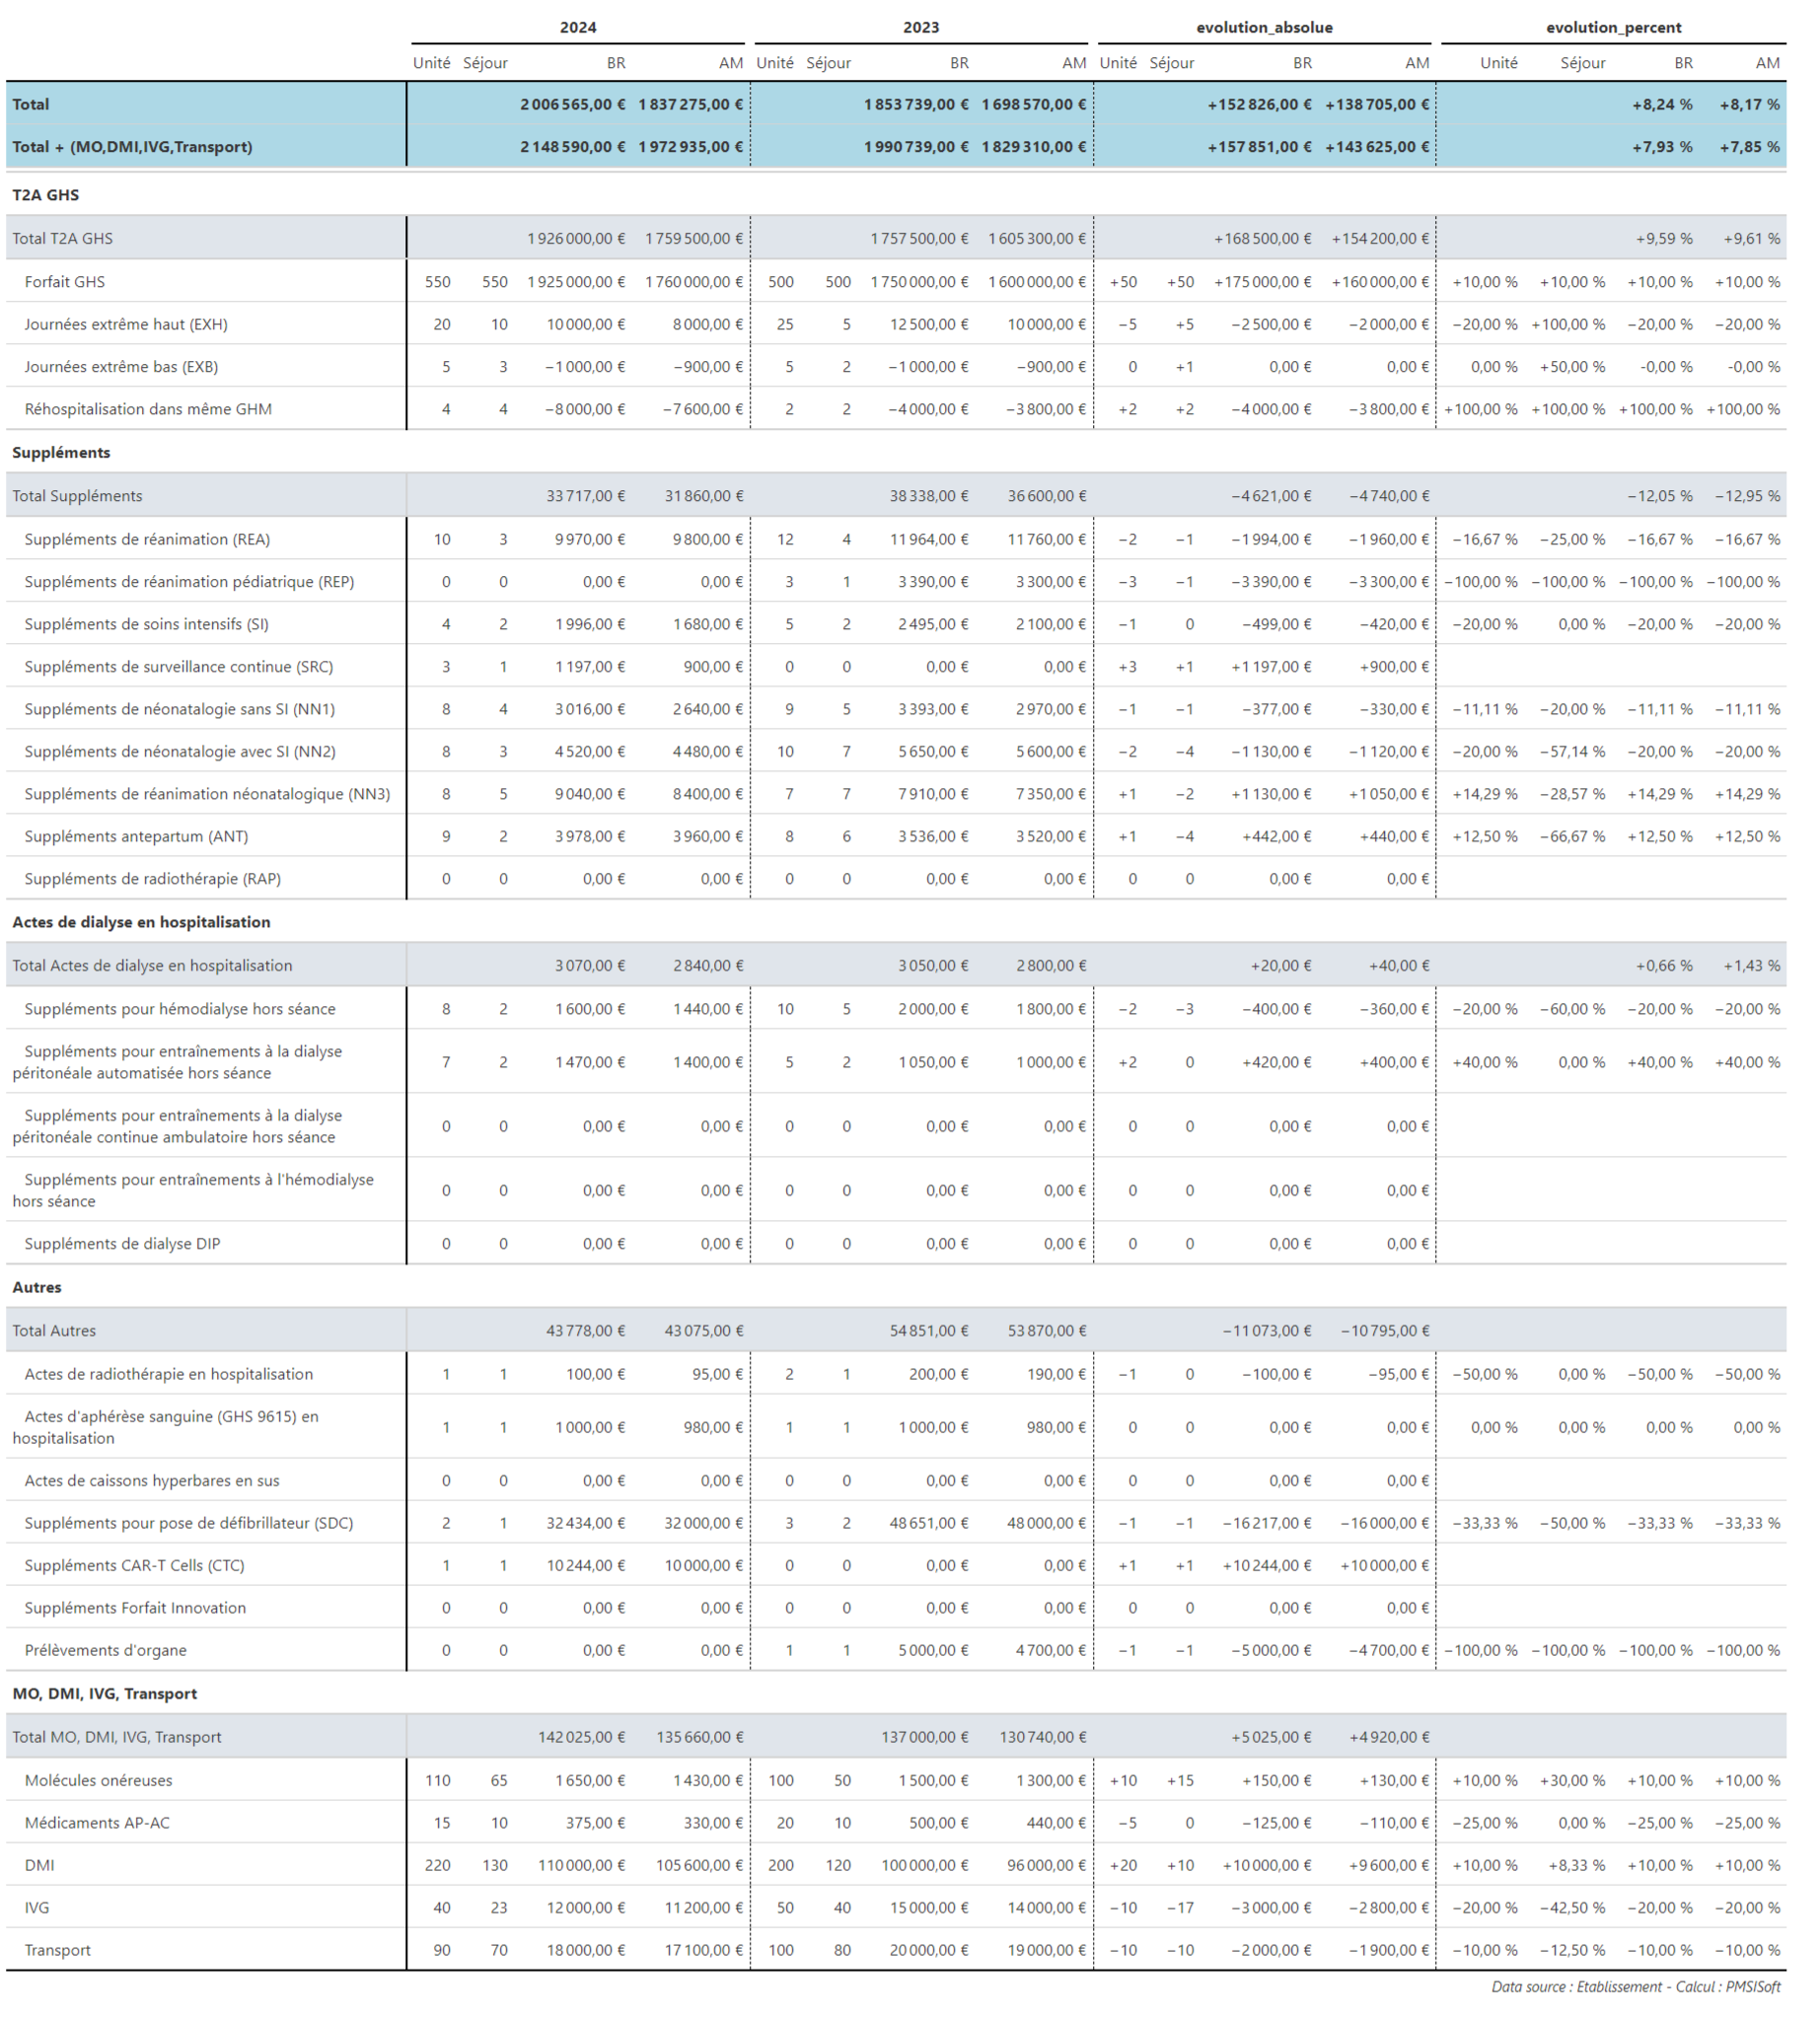 2024 2023 evolution_absolue evolution_percent
Unité Séjour BR AM Unité Séjour BR AM Unité Séjour BR AM Unité Séjour BR AM
Total 2 006 565,00 € 1 837 275,00 € 1 853 739,00 € 1 698 570,00 € +152 826,00 € +138 705,00 € +8,24 % +8,17 %
Total + (MO,DMI,IVG,Transport) 2 148 590,00 € 1 972 935,00 € 1 990 739,00 € 1 829 310,00 € +157 851,00 € +143 625,00 € +7,93 % +7,85 %
T2A GHS
Total T2A GHS 1 926 000,00 € 1 759 500,00 € 1 757 500,00 € 1 605 300,00 € +168 500,00 € +154 200,00 € +9,59 % +9,61 %
Forfait GHS 550 550 1 925 000,00 € 1 760 000,00 € 500 500 1 750 000,00 € 1 600 000,00 € +50 +50 +175 000,00 € +160 000,00 € +10,00 % +10,00 % +10,00 % +10,00 %
Journées extrême haut (EXH) 20 10 10 000,00 € 8 000,00 € 25 5 12 500,00 € 10 000,00 € −5 +5 −2 500,00 € −2 000,00 € −20,00 % +100,00 % −20,00 % −20,00 %
Journées extrême bas (EXB) 5 3 −1 000,00 € −900,00 € 5 2 −1 000,00 € −900,00 € 0 +1 0,00 € 0,00 € 0,00 % +50,00 % -0,00 % -0,00 %
Réhospitalisation dans même GHM 4 4 −8 000,00 € −7 600,00 € 2 2 −4 000,00 € −3 800,00 € +2 +2 −4 000,00 € −3 800,00 € +100,00 % +100,00 % +100,00 % +100,00 %
Suppléments
Total Suppléments 33 717,00 € 31 860,00 € 38 338,00 € 36 600,00 € −4 621,00 € −4 740,00 € −12,05 % −12,95 %
Suppléments de réanimation (REA) 10 3 9 970,00 € 9 800,00 € 12 4 11 964,00 € 11 760,00 € −2 −1 −1 994,00 € −1 960,00 € −16,67 % −25,00 % −16,67 % −16,67 %
Suppléments de réanimation pédiatrique (REP) 0 0 0,00 € 0,00 € 3 1 3 390,00 € 3 300,00 € −3 −1 −3 390,00 € −3 300,00 € −100,00 % −100,00 % −100,00 % −100,00 %
Suppléments de soins intensifs (SI) 4 2 1 996,00 € 1 680,00 € 5 2 2 495,00 € 2 100,00 € −1 0 −499,00 € −420,00 € −20,00 % 0,00 % −20,00 % −20,00 %
Suppléments de surveillance continue (SRC) 3 1 1 197,00 € 900,00 € 0 0 0,00 € 0,00 € +3 +1 +1 197,00 € +900,00 €
Suppléments de néonatalogie sans SI (NN1) 8 4 3 016,00 € 2 640,00 € 9 5 3 393,00 € 2 970,00 € −1 −1 −377,00 € −330,00 € −11,11 % −20,00 % −11,11 % −11,11 %
Suppléments de néonatalogie avec SI (NN2) 8 3 4 520,00 € 4 480,00 € 10 7 5 650,00 € 5 600,00 € −2 −4 −1 130,00 € −1 120,00 € −20,00 % −57,14 % −20,00 % −20,00 %
Suppléments de réanimation néonatalogique (NN3) 8 5 9 040,00 € 8 400,00 € 7 7 7 910,00 € 7 350,00 € +1 −2 +1 130,00 € +1 050,00 € +14,29 % −28,57 % +14,29 % +14,29 %
Suppléments antepartum (ANT) 9 2 3 978,00 € 3 960,00 € 8 6 3 536,00 € 3 520,00 € +1 −4 +442,00 € +440,00 € +12,50 % −66,67 % +12,50 % +12,50 %
Suppléments de radiothérapie (RAP) 0 0 0,00 € 0,00 € 0 0 0,00 € 0,00 € 0 0 0,00 € 0,00 €
Actes de dialyse en hospitalisation
Total Actes de dialyse en hospitalisation 3 070,00 € 2 840,00 € 3 050,00 € 2 800,00 € +20,00 € +40,00 € +0,66 % +1,43 %
Suppléments pour hémodialyse hors séance 8 2 1 600,00 € 1 440,00 € 10 5 2 000,00 € 1 800,00 € −2 −3 −400,00 € −360,00 € −20,00 % −60,00 % −20,00 % −20,00 %
Suppléments pour entraînements à la dialyse
péritonéale automatisée hors séance 7 2 1 470,00 € 1 400,00 € 5 2 1 050,00 € 1 000,00 € +2 0 +420,00 € +400,00 € +40,00 % 0,00 % +40,00 % +40,00 %
Suppléments pour entraînements à la dialyse
péritonéale continue ambulatoire hors séance 0 0 0,00 € 0,00 € 0 0 0,00 € 0,00 € 0 0 0,00 € 0,00 €
Suppléments pour entraînements à l'hémodialyse
hors séance 0 0 0,00 € 0,00 € 0 0 0,00 € 0,00 € 0 0 0,00 € 0,00 €
Suppléments de dialyse DIP 0 0 0,00 € 0,00 € 0 0 0,00 € 0,00 € 0 0 0,00 € 0,00 €
Autres
Total Autres 43 778,00 € 43 075,00 € 54 851,00 € 53 870,00 € −11 073,00 € −10 795,00 €
Actes de radiothérapie en hospitalisation 1 1 100,00 € 95,00 € 2 1 200,00 € 190,00 € −1 0 −100,00 € −95,00 € −50,00 % 0,00 % −50,00 % −50,00 %
Actes d'aphérèse sanguine (GHS 9615) en
hospitalisation 1 1 1 000,00 € 980,00 € 1 1 1 000,00 € 980,00 € 0 0 0,00 € 0,00 € 0,00 % 0,00 % 0,00 % 0,00 %
Actes de caissons hyperbares en sus 0 0 0,00 € 0,00 € 0 0 0,00 € 0,00 € 0 0 0,00 € 0,00 €
Suppléments pour pose de défibrillateur (SDC) 2 1 32 434,00 € 32 000,00 € 3 2 48 651,00 € 48 000,00 € −1 −1 −16 217,00 € −16 000,00 € −33,33 % −50,00 % −33,33 % −33,33 %
Suppléments CAR-T Cells (CTC) 1 1 10 244,00 € 10 000,00 € 0 0 0,00 € 0,00 € +1 +1 +10 244,00 € +10 000,00 €
Suppléments Forfait Innovation 0 0 0,00 € 0,00 € 0 0 0,00 € 0,00 € 0 0 0,00 € 0,00 €
Prélèvements d'organe 0 0 0,00 € 0,00 € 1 1 5 000,00 € 4 700,00 € −1 −1 −5 000,00 € −4 700,00 € −100,00 % −100,00 % −100,00 % −100,00 %
MO, DMI, IVG, Transport
Total MO, DMI, IVG, Transport 142 025,00 € 135 660,00 € 137 000,00 € 130 740,00 € +5 025,00 € +4 920,00 €
Molécules onéreuses 110 65 1 650,00 € 1 430,00 € 100 50 1 500,00 € 1 300,00 € +10 +15 +150,00 € +130,00 € +10,00 % +30,00 % +10,00 % +10,00 %
Médicaments AP-AC 15 10 375,00 € 330,00 € 20 10 500,00 € 440,00 € −5 0 −125,00 € −110,00 € −25,00 % 0,00 % −25,00 % −25,00 %
DMI 220 130 110 000,00 € 105 600,00 € 200 120 100 000,00 € 96 000,00 € +20 +10 +10 000,00 € +9 600,00 € +10,00 % +8,33 % +10,00 % +10,00 %
IVG 40 23 12 000,00 € 11 200,00 € 50 40 15 000,00 € 14 000,00 € −10 −17 −3 000,00 € −2 800,00 € −20,00 % −42,50 % −20,00 % −20,00 %
Transport 90 70 18 000,00 € 17 100,00 € 100 80 20 000,00 € 19 000,00 € −10 −10 −2 000,00 € −1 900,00 € −10,00 % −12,50 % −10,00 % −10,00 %
Data source : Etablissement - Calcul : PMSISoft